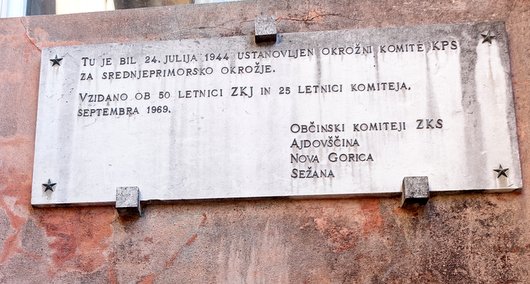 Tu je bil 24. julija 1944 ustanovljen Okrožni komite KPS
za srednjeprimorsko okrožje.
Vzidano ob 50 letnici ZKJ in 25 letnici komiteja,
septembra 1969.
Občinski komiteji ZKS
Ajdovščina
Nova Gorica
Sežana